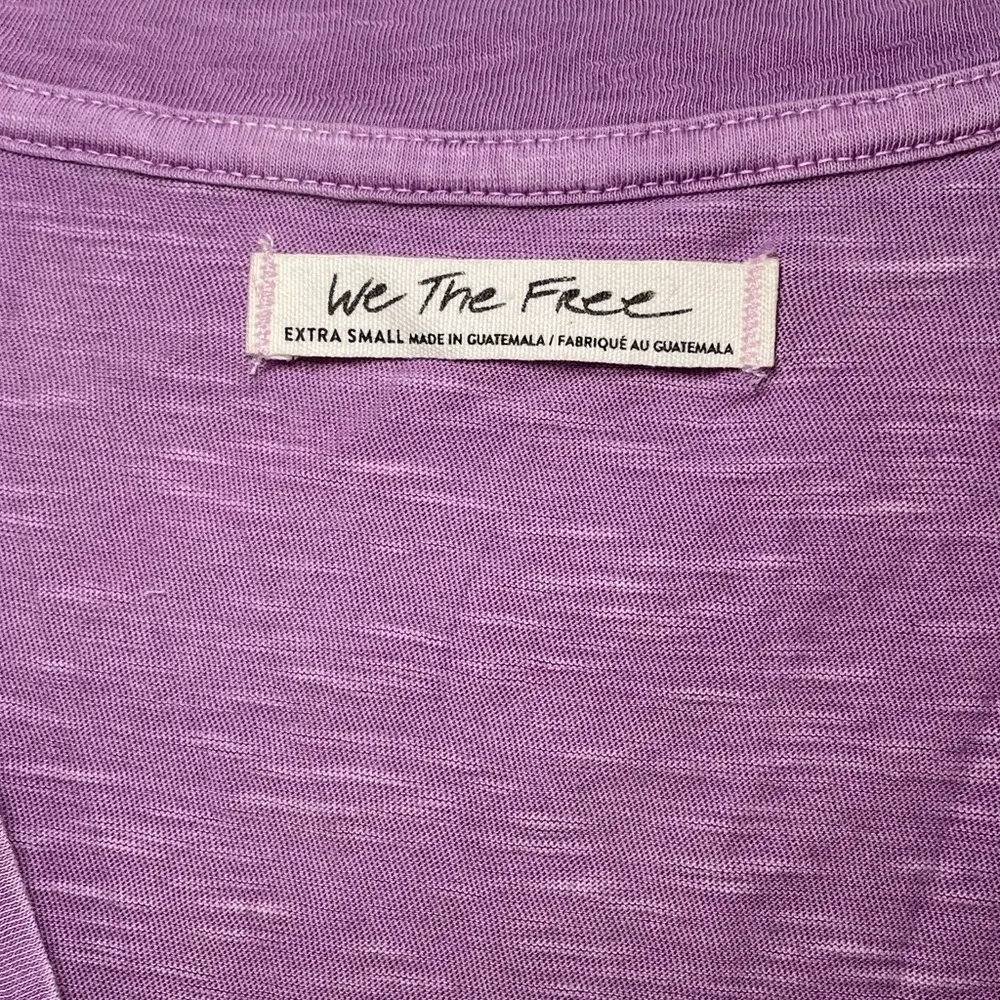 We The Free
EXTRA SMALL MADE IN GUATEMALA / FABRIQUÉ AU GUATEMALA